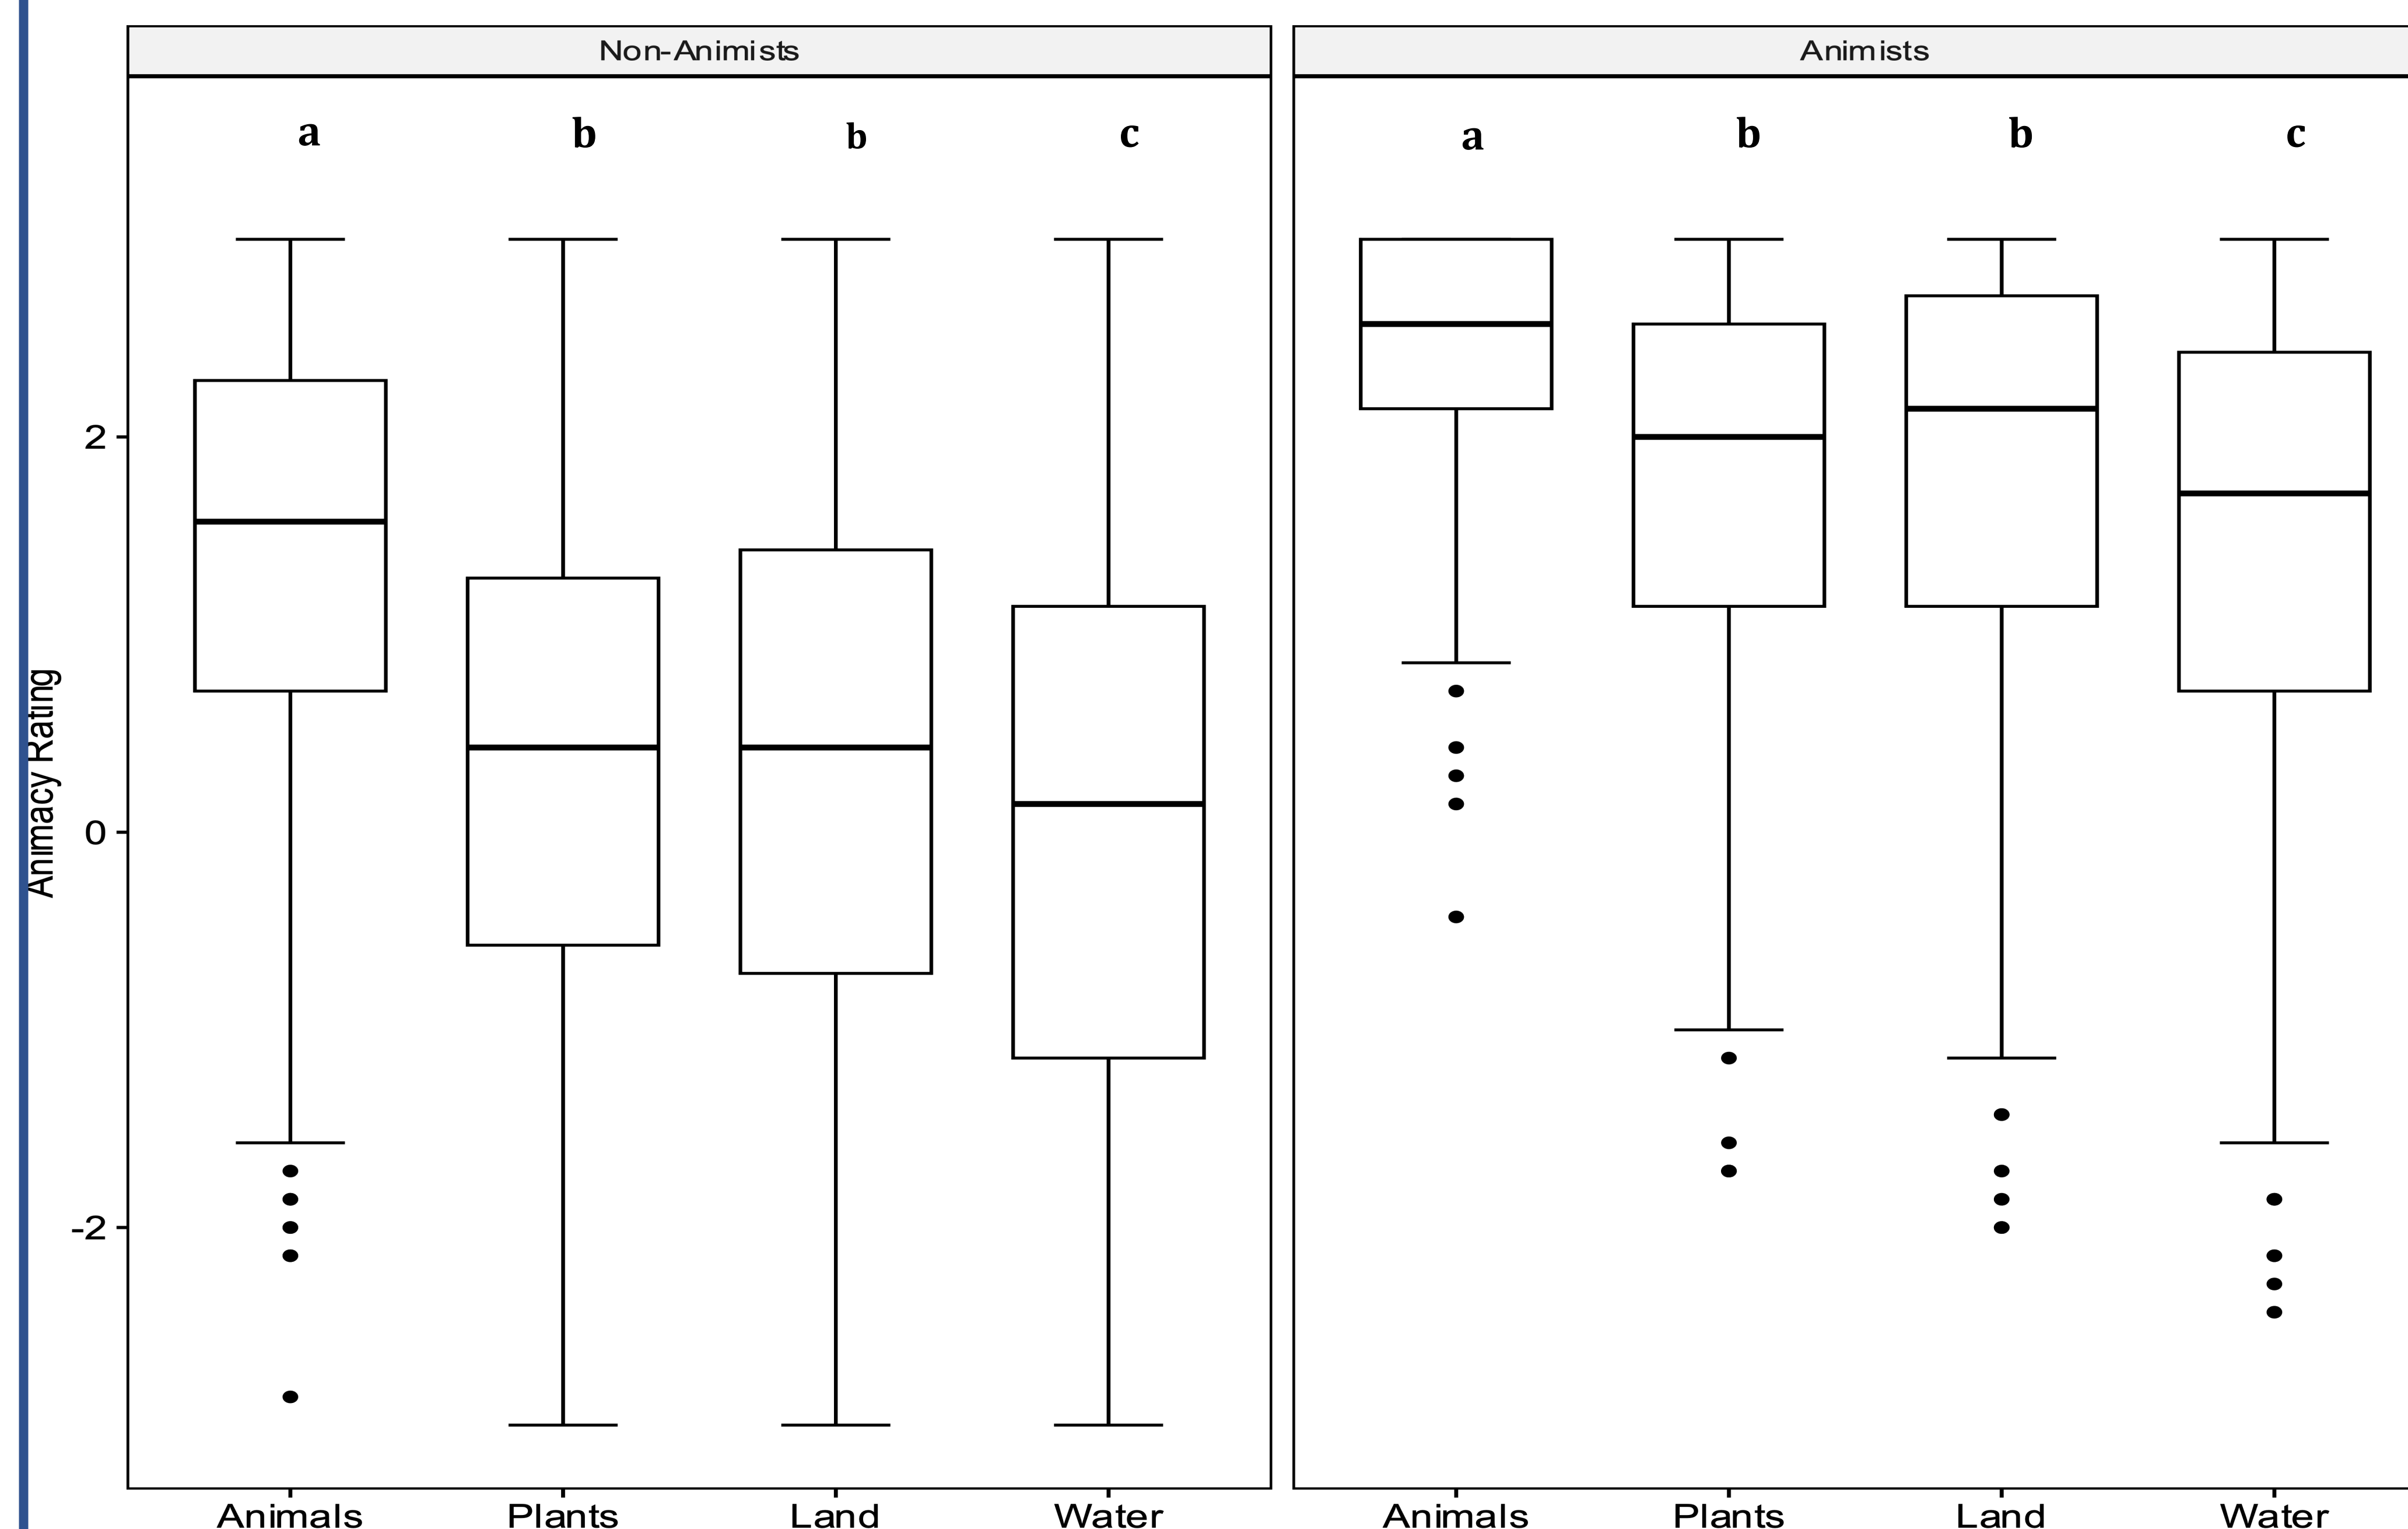 Non-Animists
Animists
a b b c
a b b c
Animacy Rating
2
0
-2
Animals Plants Land Water
Animals Plants Land Water